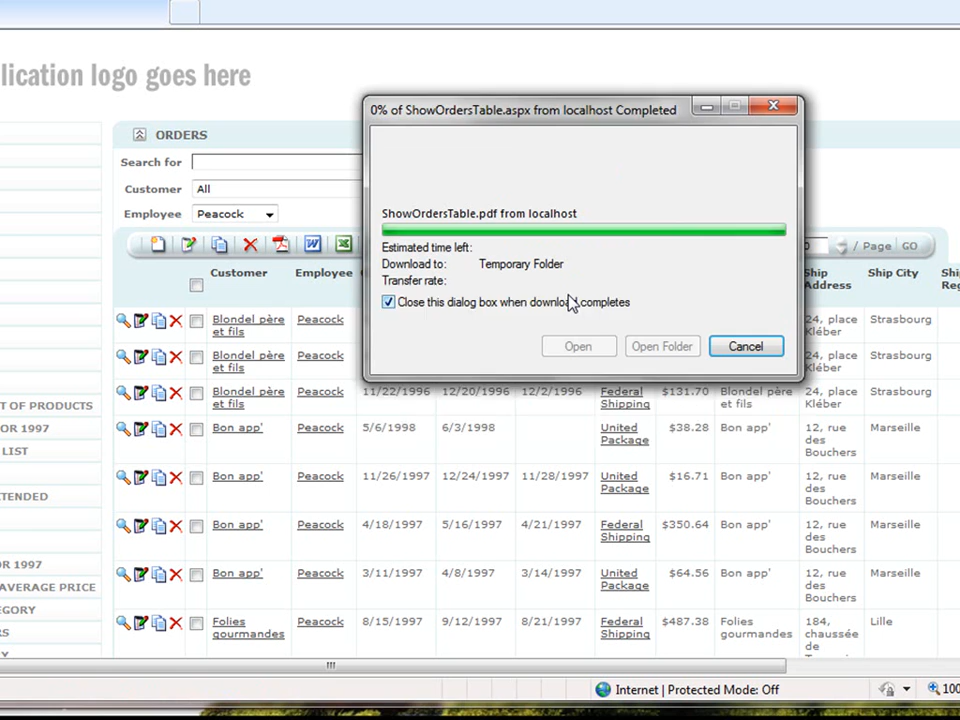 lication logo goes here
0% of ShowOrdersTable.aspx from localhost Completed
ShowOrdersTable.pdf from localhost
Estimated time left:
Download to: Temporary Folder
Transfer rate:
Close this dialog box when download completes
Open Open Folder Cancel
ORDERS
Search for
Customer All
Employee Peacock
0 / Page GO
Customer Employee Ship Address Ship City Ship
Blondel père et fils Peacock 24, place Kléber Strasbourg
Blondel père et fils Peacock 24, place Kléber Strasbourg
Blondel père et fils Peacock 11/22/1996 12/20/1996 12/2/1996 Federal Shipping $131.70 Blondel père et fils 24, place Kléber Strasbourg
Bon app' Peacock 5/6/1998 6/3/1998 United Package $38.28 Bon app' 12, rue des Bouchers Marseille
Bon app' Peacock 11/26/1996 12/24/1996 11/28/1996 United Package $16.71 Bon app' 12, rue des Bouchers Marseille
Bon app' Peacock 4/18/1997 5/16/1997 4/21/1997 Federal Shipping $350.64 Bon app' 12, rue des Bouchers Marseille
Bon app' Peacock 3/11/1997 4/8/1997 3/14/1997 United Package $64.56 Bon app' 12, rue des Bouchers Marseille
Folies gourmandes Peacock 8/15/1997 9/12/1997 8/21/1997 Federal Shipping $487.38 Folies gourmandes 184, chaussée de Lille
T OF PRODUCTS
OR 1997
LIST
XTENDED
OR 1997
AVERAGE PRICE
EGORY
RS
Y
Internet | Protected Mode: Off
100